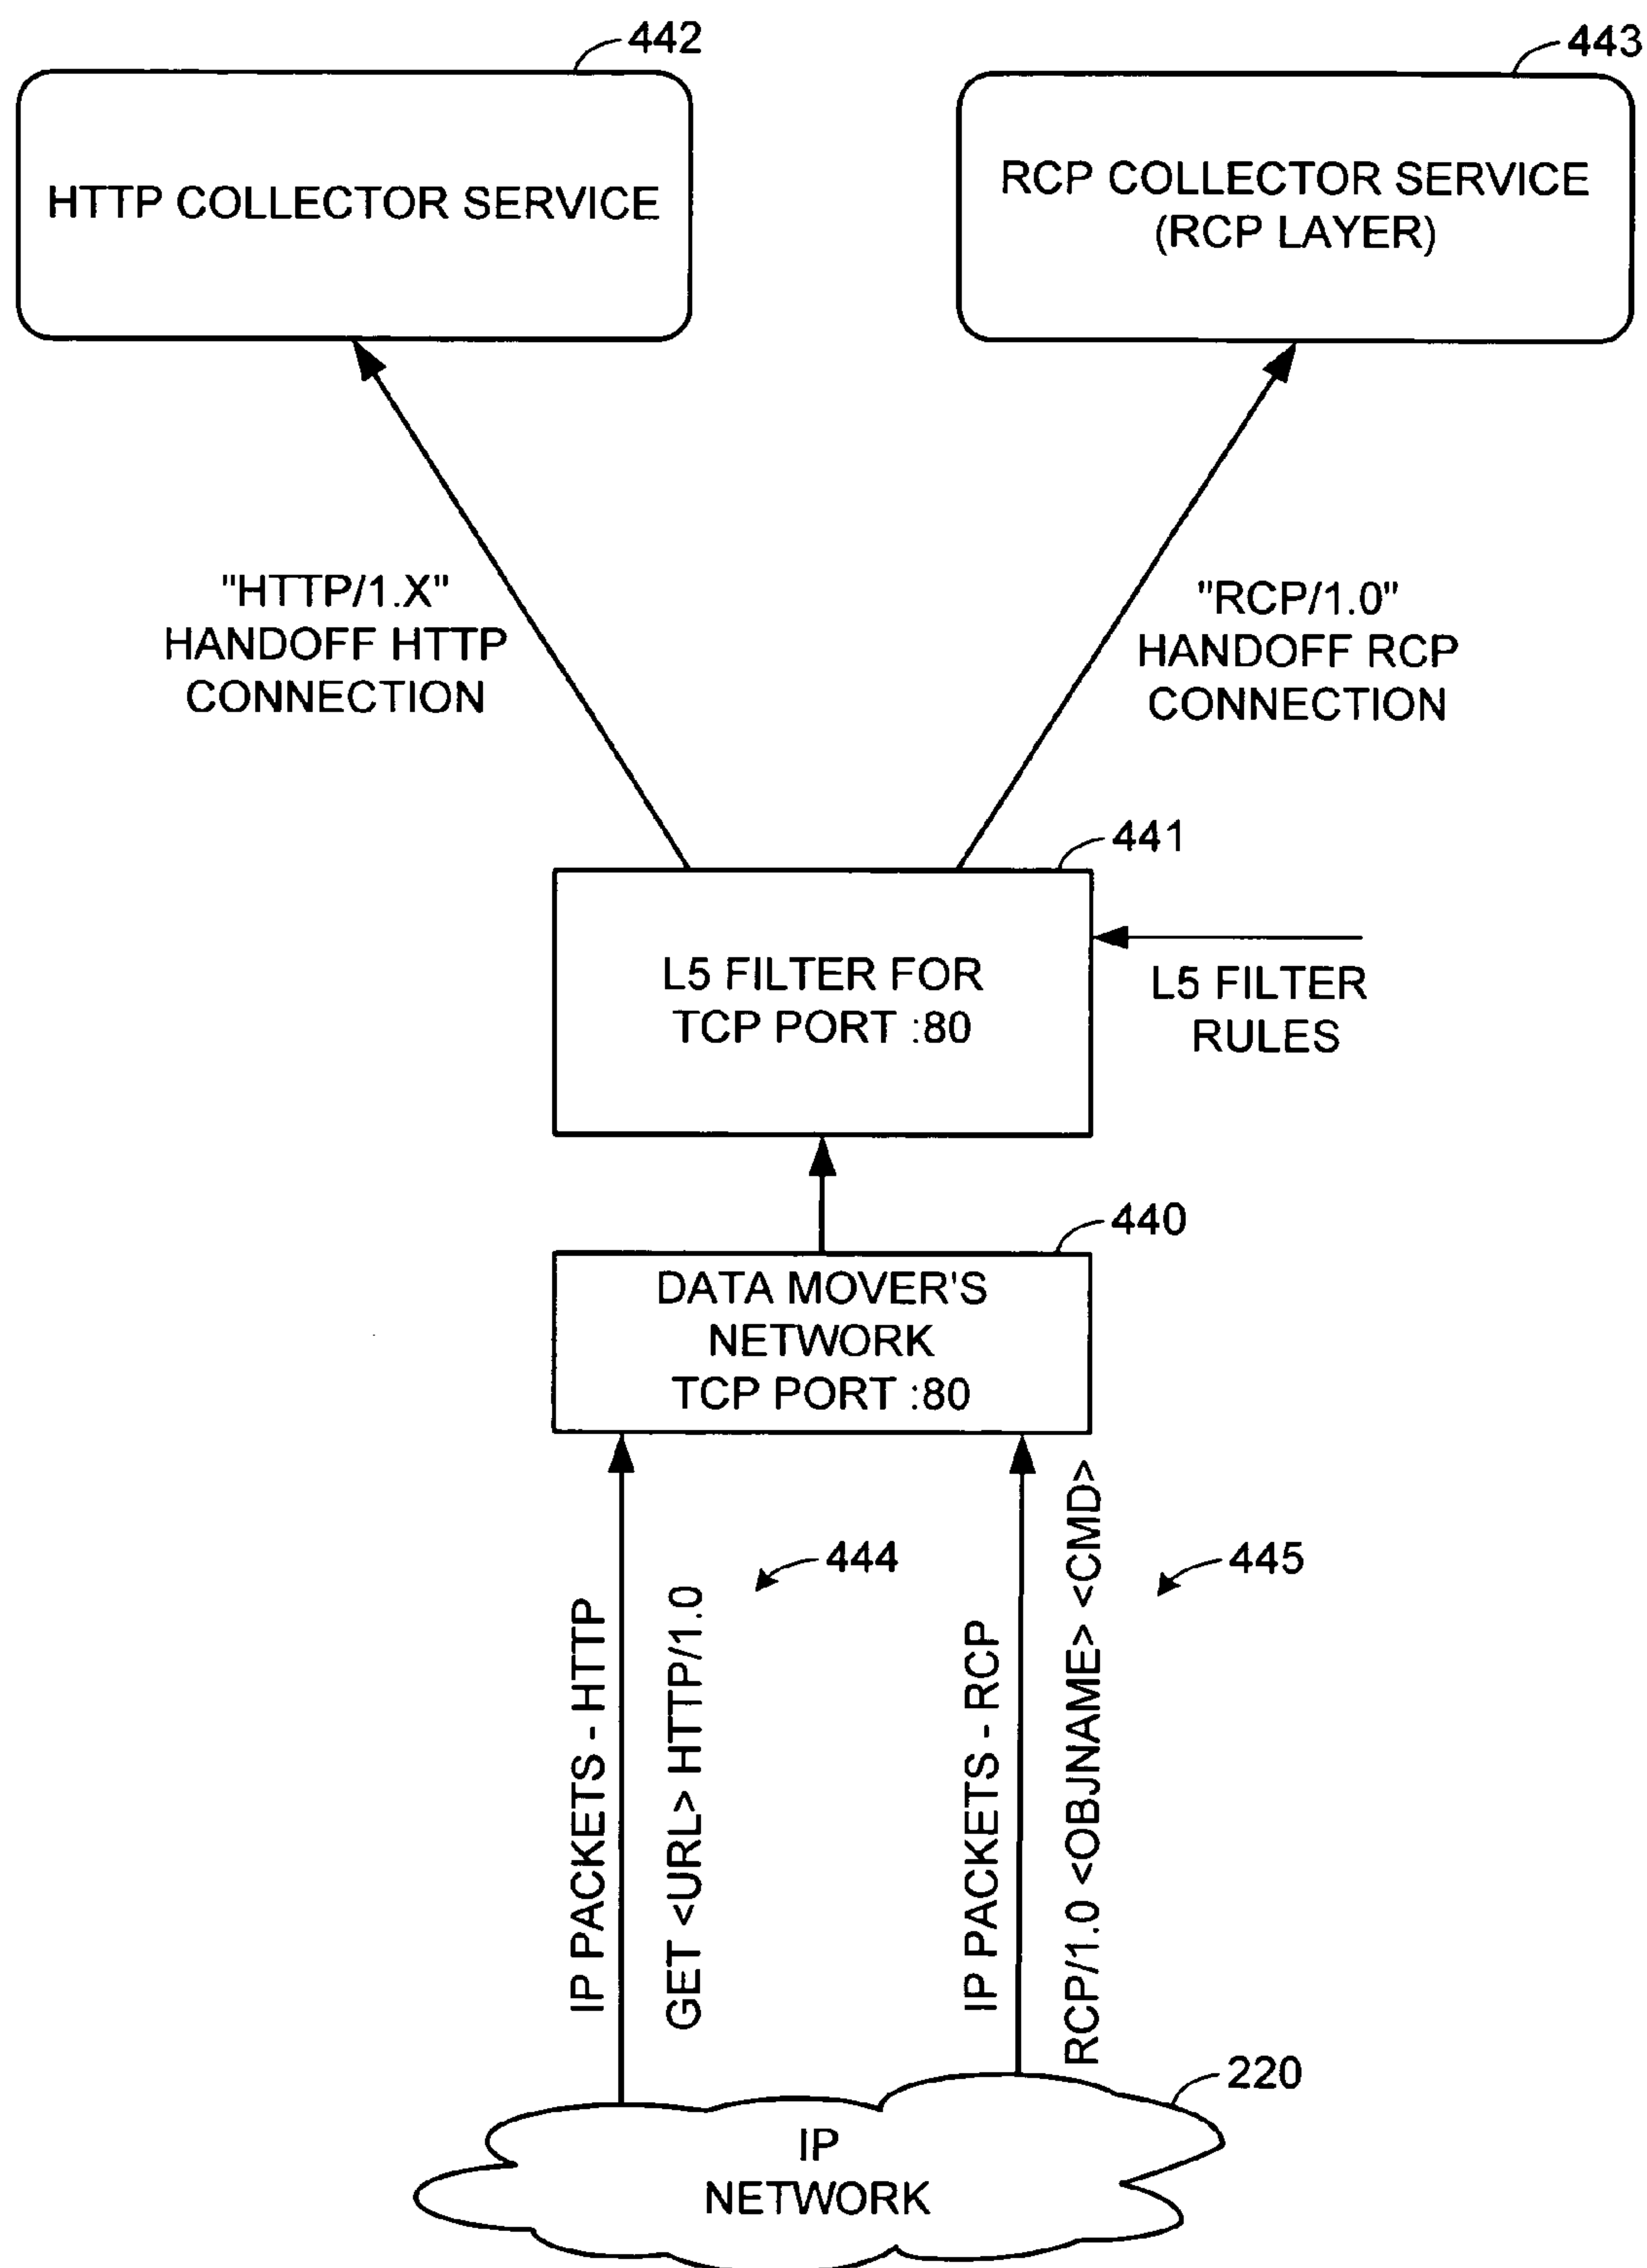 442
443
HTTP COLLECTOR SERVICE
RCP COLLECTOR SERVICE
(RCP LAYER)
"HTTP/1.X"
HANDOFF HTTP
CONNECTION
"RCP/1.0"
HANDOFF RCP
CONNECTION
441
L5 FILTER FOR
TCP PORT :80
L5 FILTER
RULES
440
DATA MOVER'S
NETWORK
TCP PORT :80
IP PACKETS - HTTP
GET <URL> HTTP/1.0
444
IP PACKETS - RCP
RCP/1.0 <OBJNAME> <CMD>
445
220
IP
NETWORK